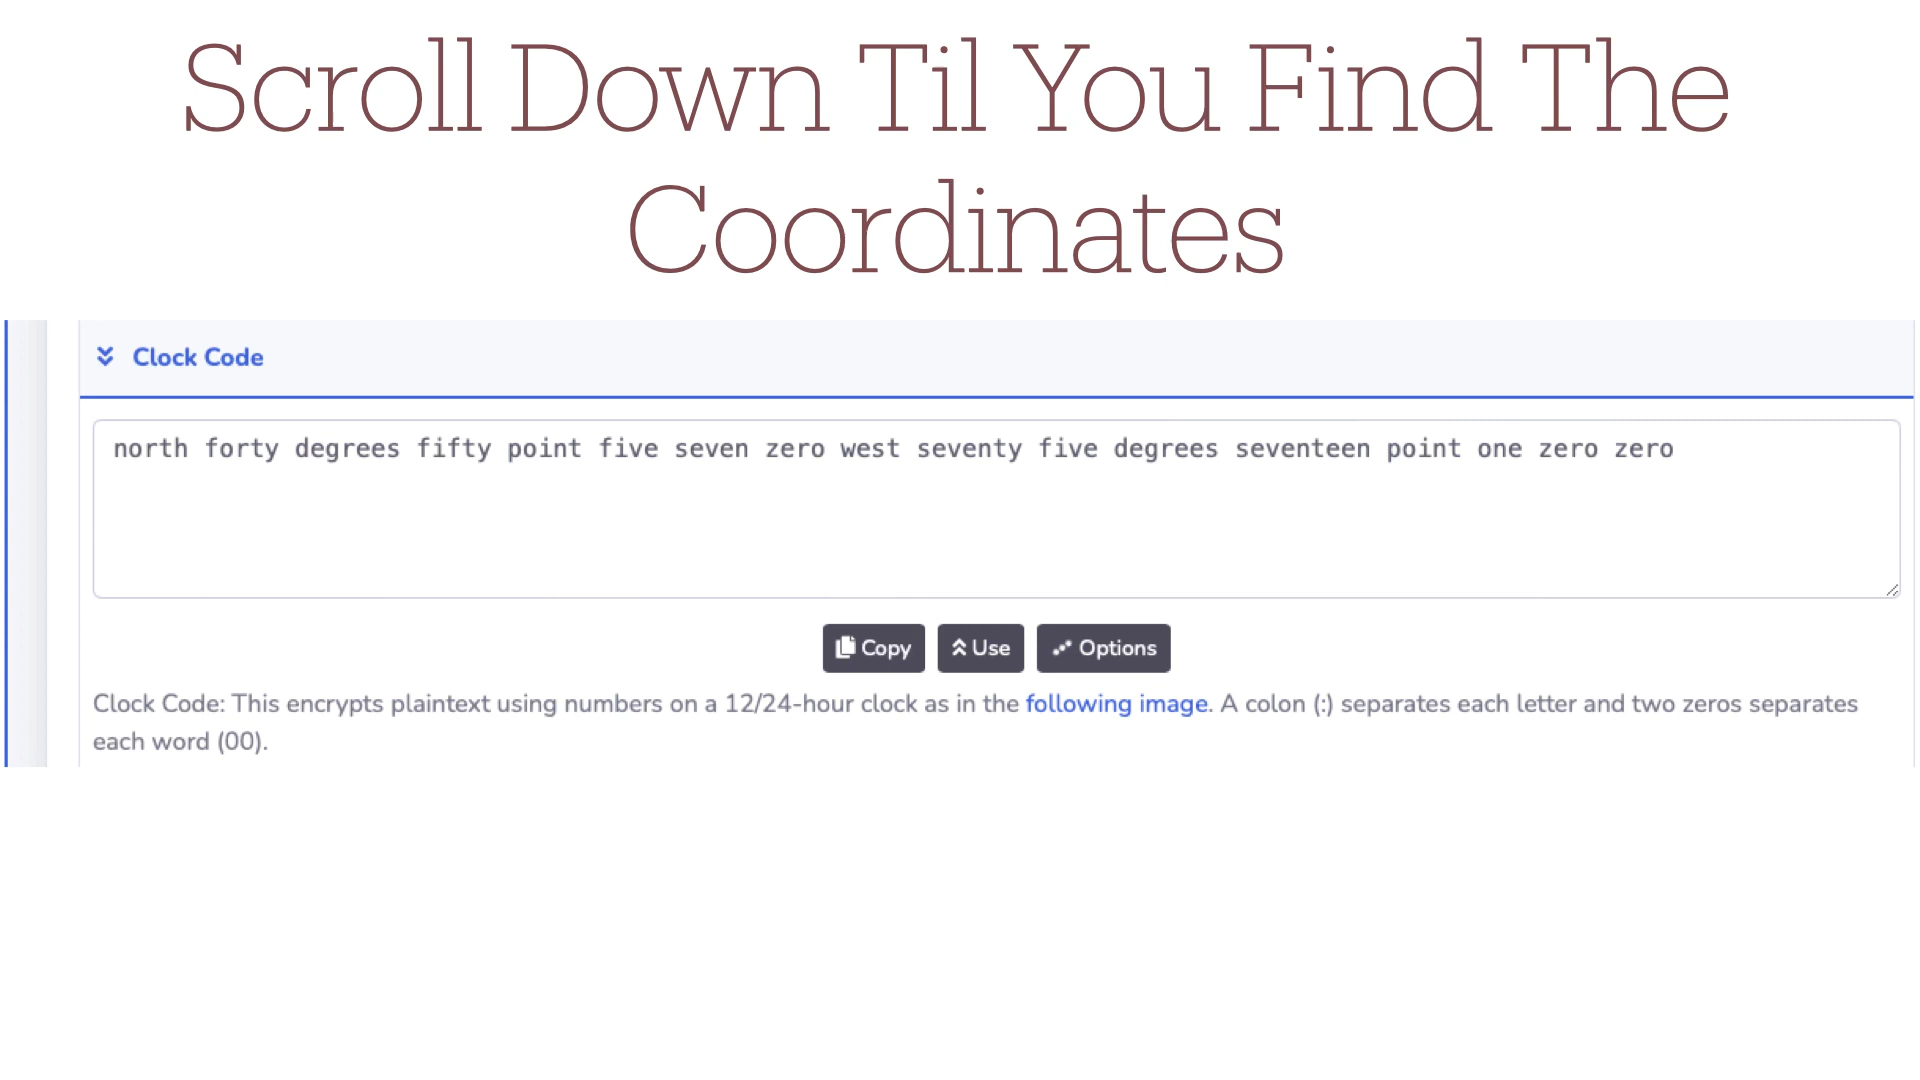 Scroll Down Til You Find The
Coordinates
Clock Code
north forty degrees fifty point five seven zero west seventy five degrees seventeen point one zero zero
Copy Use Options
Clock Code: This encrypts plaintext using numbers on a 12/24-hour clock as in the following image. A colon (:) separates each letter and two zeros separates
each word (00).